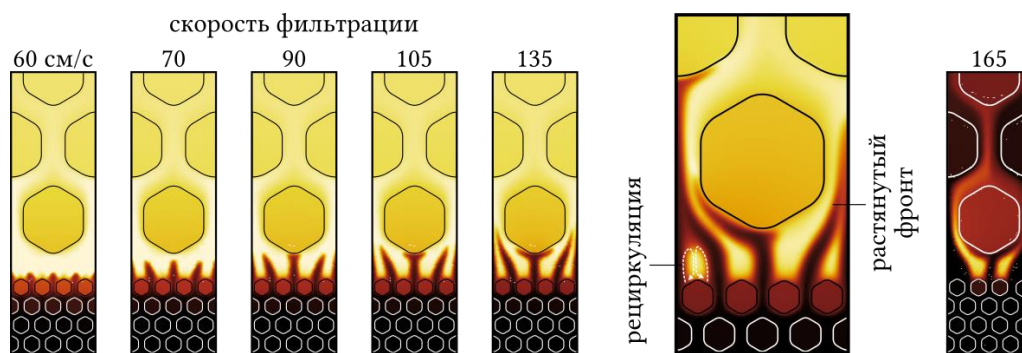 скорость фильтрации
60 см/с
70
90
105
135
165
рециркуляция
растянутый
фронт